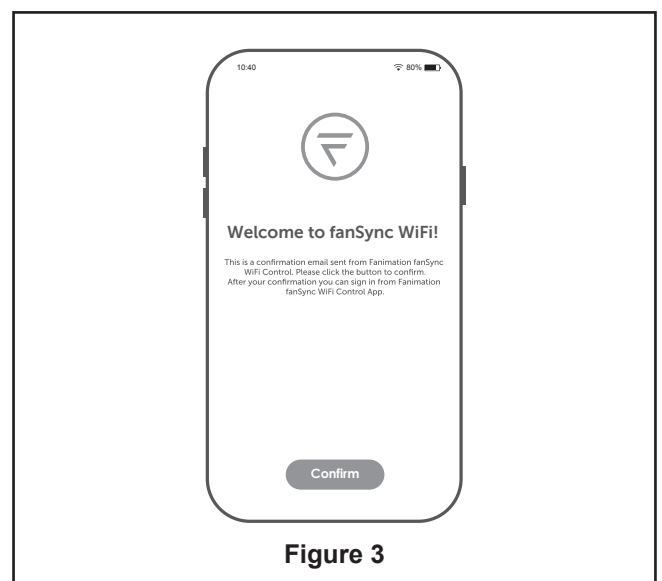 10:40 80%
Welcome to fanSync WiFi!
This is a confirmation email sent from Fanimation fanSync
WiFi Control. Please click the button to confirm.
After your confirmation you can sign in from Fanimation
fanSync WiFi Control App.
Confirm
Figure 3